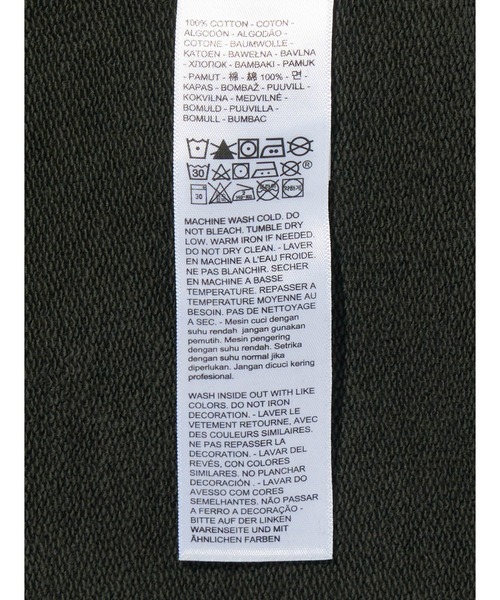 100% COTTON - COTON -
ALGODÓN - ALGODÃO -
COTONE - BAUMWOLLE -
KATOEN - BAWEŁNA - BAVLNA
- ХЛОПОК - BAMBAKI - PAMUK
- PAMUT - 棉 - 綿 100% - 면 -
KAPAS - BOMBAŽ - PUUVILL -
KOKVILNA - MEDVILNĖ -
BOMULD - PUUVILLA -
BOMULL - BUMBAC
30
®
30
MACHINE WASH COLD. DO
NOT BLEACH. TUMBLE DRY
LOW. WARM IRON IF NEEDED.
DO NOT DRY CLEAN. - LAVER
EN MACHINE A L'EAU FROIDE.
NE PAS BLANCHIR. SECHER
EN MACHINE A BASSE
TEMPERATURE. REPASSER A
TEMPERATURE MOYENNE AU
BESOIN. PAS DE NETTOYAGE
A SEC. - Mesin cuci dengan
suhu rendah jangan gunakan
pemutih. Mesin pengering
dengan suhu rendah. Setrika
dengan suhu normal jika
diperlukan. Jangan dicuci kering
profesional.
WASH INSIDE OUT WITH LIKE
COLORS. DO NOT IRON
DECORATION. - LAVER LE
VETEMENT RETOURNE, AVEC
DES COULEURS SIMILAIRES.
NE PAS REPASSER LA
DECORATION. - LAVAR DEL
REVÉS, CON COLORES
SIMILARES. NO PLANCHAR
DECORACIÓN . - LAVAR DO
AVESSO COM CORES
SEMELHANTES. NÃO PASSAR
A FERRO A DECORAÇÃO -
BITTE AUF DER LINKEN
WARENSEITE UND MIT
ÄHNLICHEN FARBEN